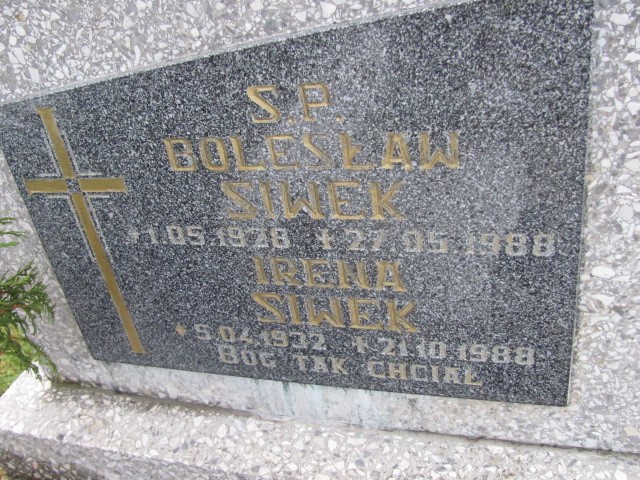 Ś.P.
BOLESŁAW
SIWEK
*1.05.1928 +27.05.1988
IRENA
SIWEK
*5.04.1932 +21.10.1988
BÓG TAK CHCIAŁ